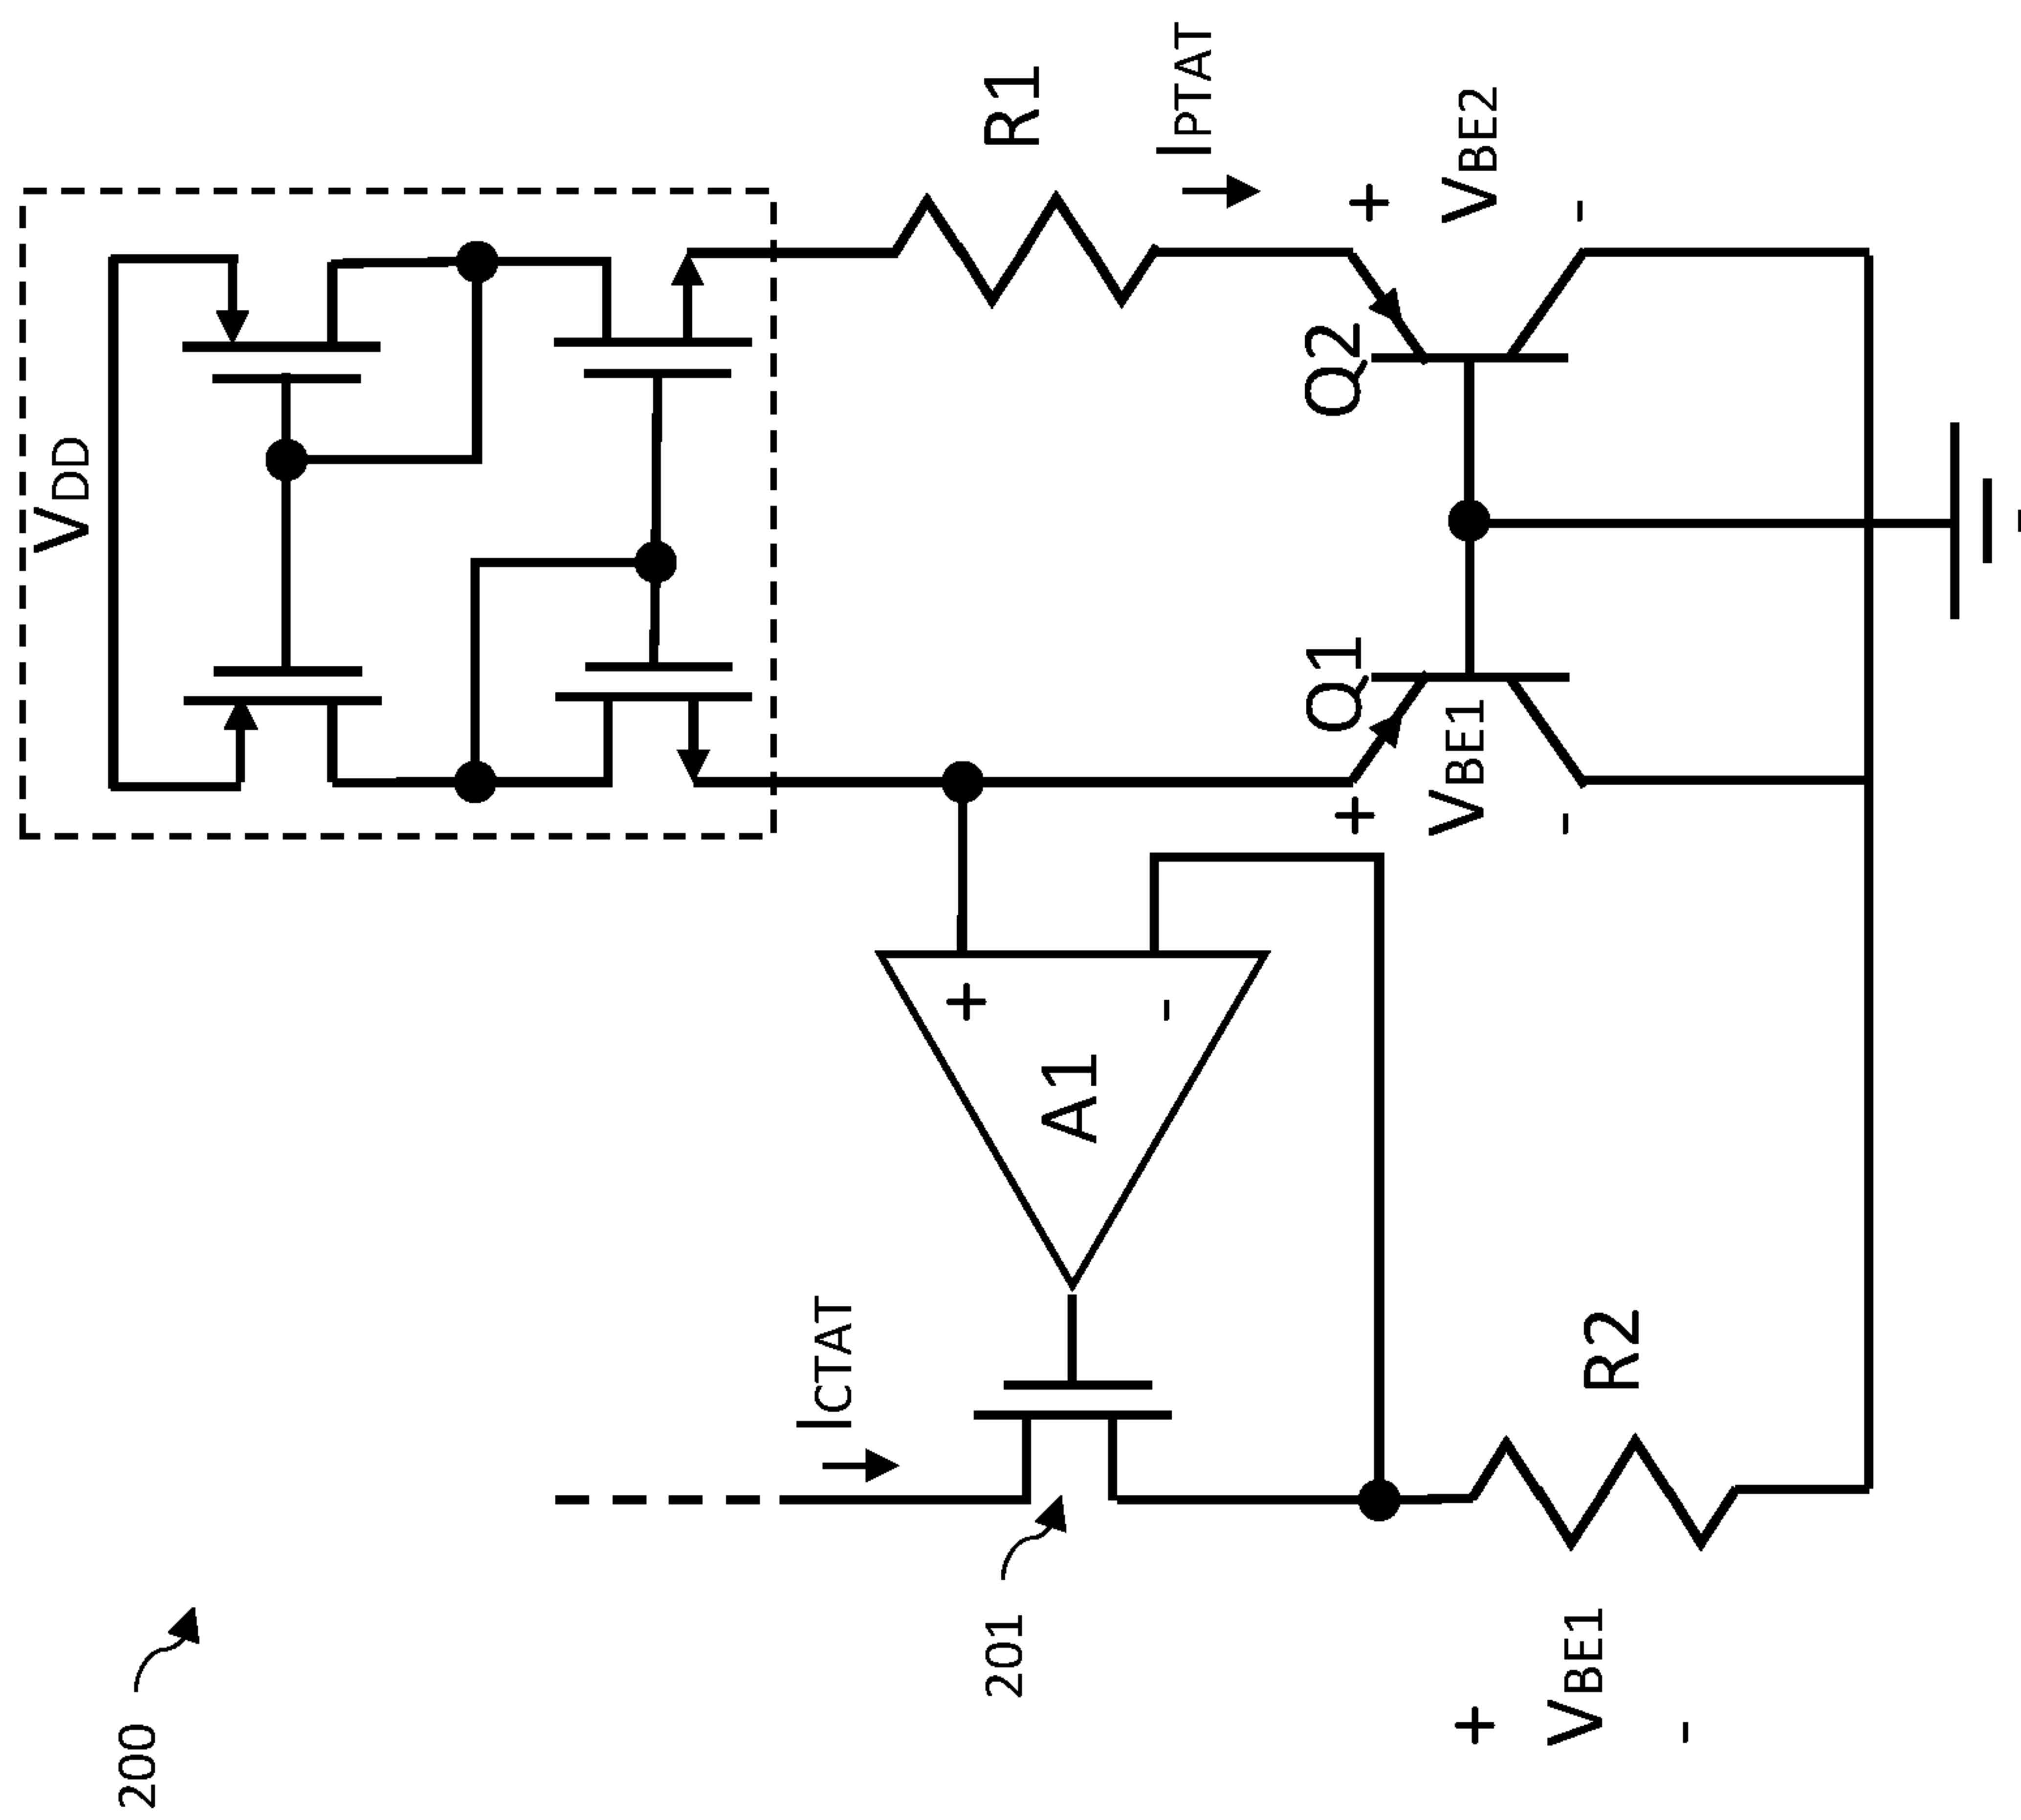 200
VDD
ICTAT
201
A1
+
-
R1
IPTAT
Q1
Q2
+
VBE1
-
+
VBE2
-
R2
+
VBE1
-